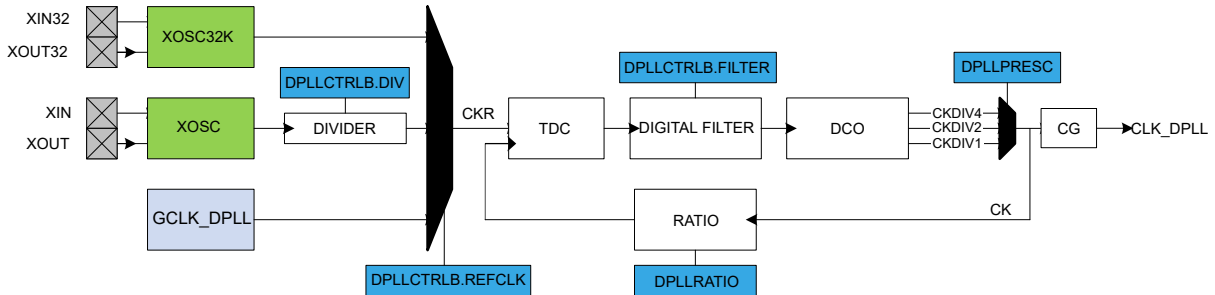 XIN32
XOUT32
XOSC32K
DPLLCTRLB.DIV
DPLLCTRLB.FILTER
DPLLPRESC
XIN
XOUT
XOSC
DIVIDER
CKR
TDC
DIGITAL FILTER
DCO
CKDIV4
CKDIV2
CKDIV1
CG
CLK_DPLL
GCLK_DPLL
RATIO
CK
DPLLCTRLB.REFCLK
DPLLRATIO